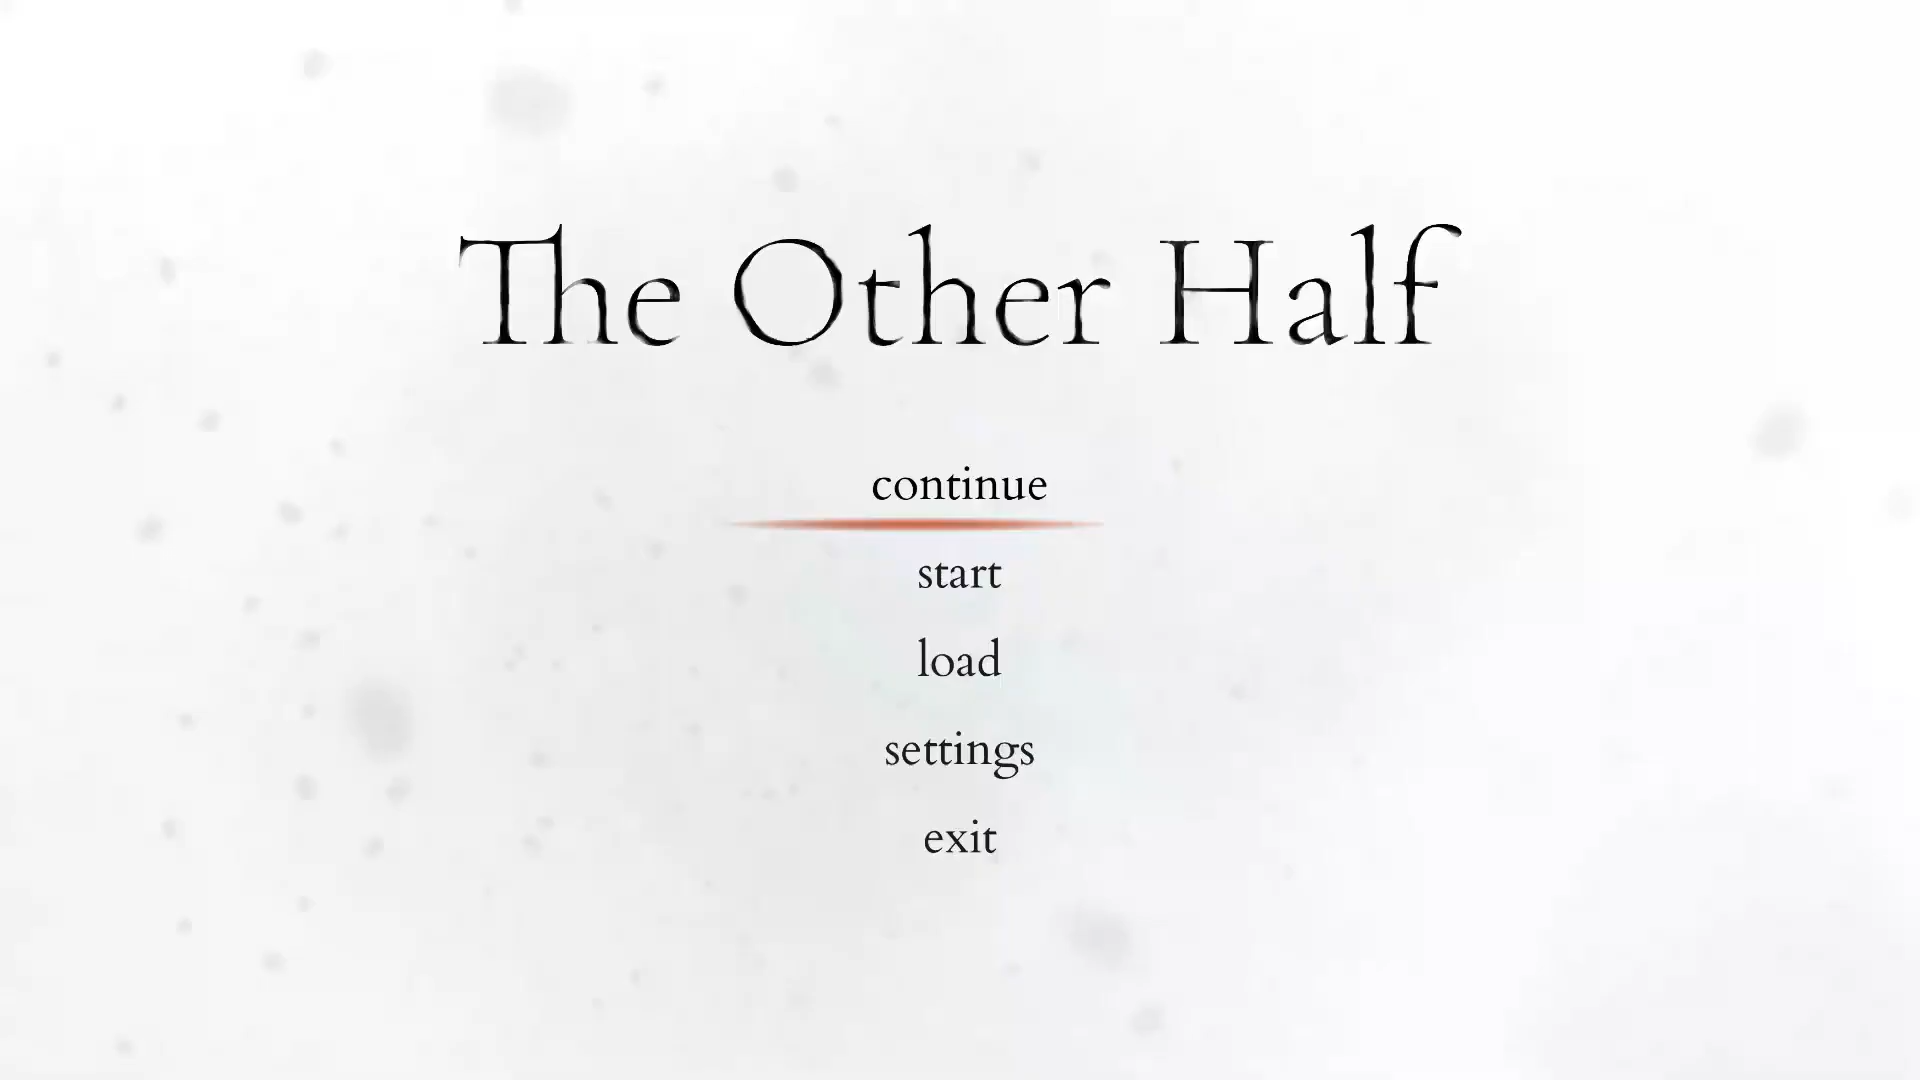 The Other Half
continue
start
load
settings
exit